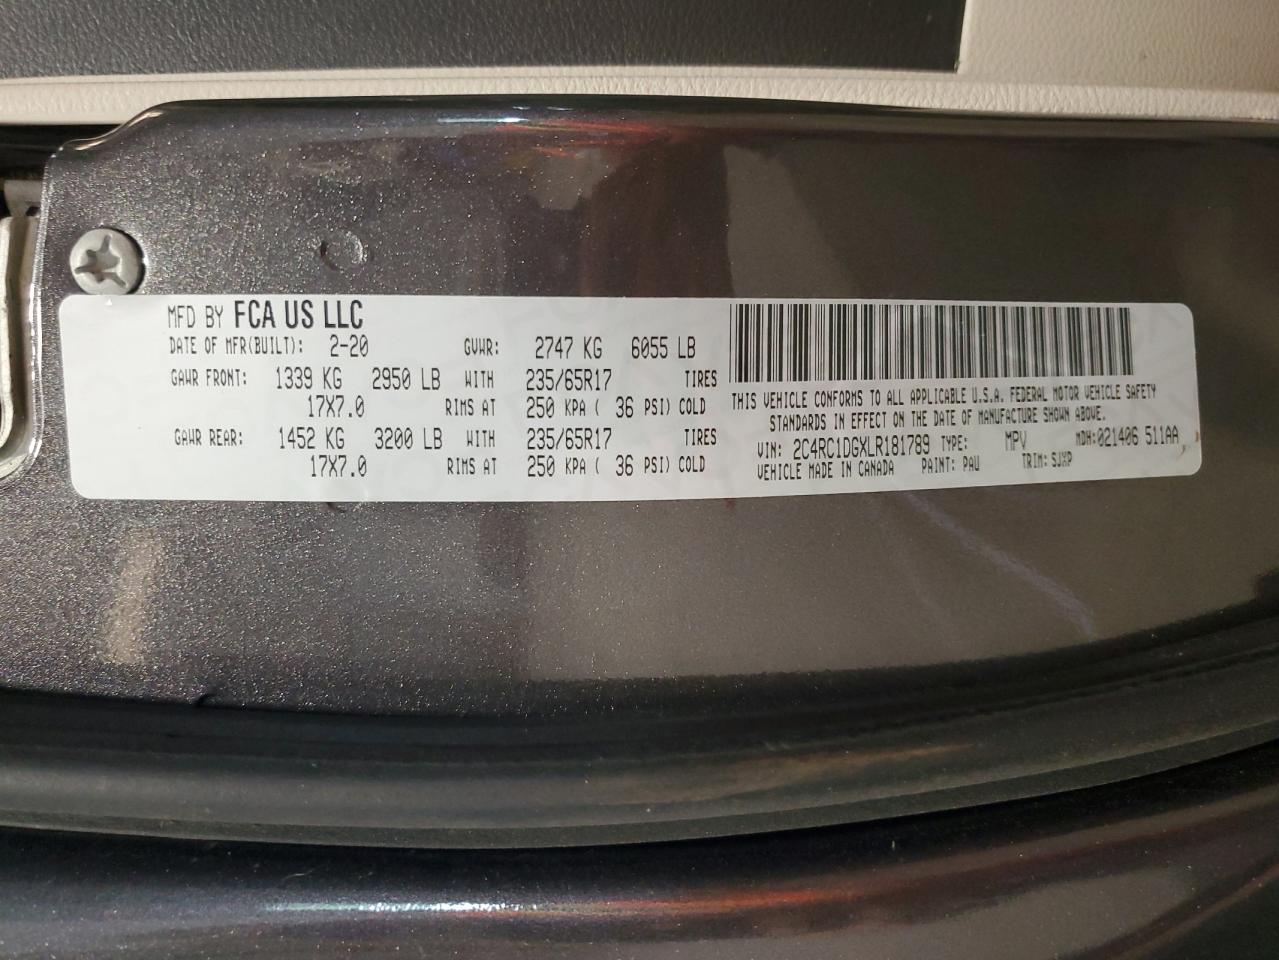 MFD BY FCA US LLC
DATE OF MFR(BUILT): 2-20 GVWR: 2747 KG 6055 LB
GAWR FRONT: 1339 KG 2950 LB WITH 235/65R17 TIRES
17X7.0 RIMS AT 250 KPA ( 36 PSI) COLD
GAWR REAR: 1452 KG 3200 LB WITH 235/65R17 TIRES
17X7.0 RIMS AT 250 KPA ( 36 PSI) COLD
THIS VEHICLE CONFORMS TO ALL APPLICABLE U.S.A. FEDERAL MOTOR VEHICLE SAFETY
STANDARDS IN EFFECT ON THE DATE OF MANUFACTURE SHOWN ABOVE.
VIN: 2C4RC1DGXLR181789 TYPE: MPV MDH:021406 511AA
VEHICLE MADE IN CANADA PAINT: PAU TRIM: SJXP